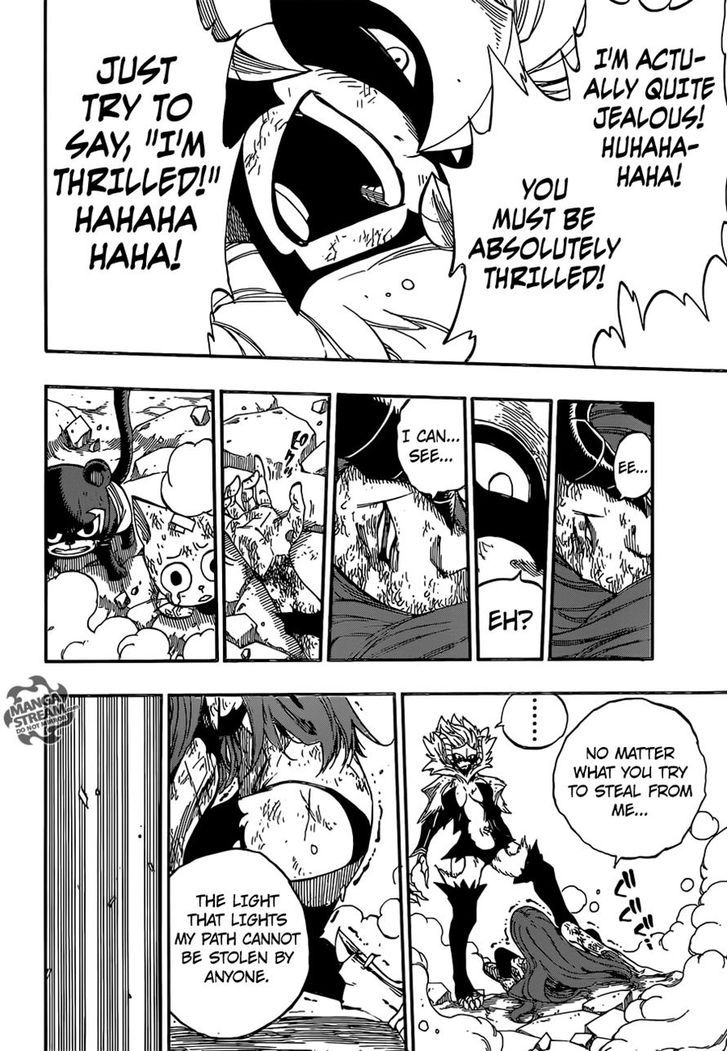 I'M ACTU-
ALLY QUITE
JEALOUS!
HUHAHA-
HAHA!
YOU
MUST BE
ABSOLUTELY
THRILLED!
JUST
TRY TO
SAY, "I'M
THRILLED!"
HAHAHA
HAHA!
EE...
EH?
I CAN...
SEE...
......
NO MATTER
WHAT YOU TRY
TO STEAL FROM
ME...
THE LIGHT
THAT LIGHTS
MY PATH CANNOT
BE STOLEN BY
ANYONE.
MANGA
STREAM
DO NOT MIRROR